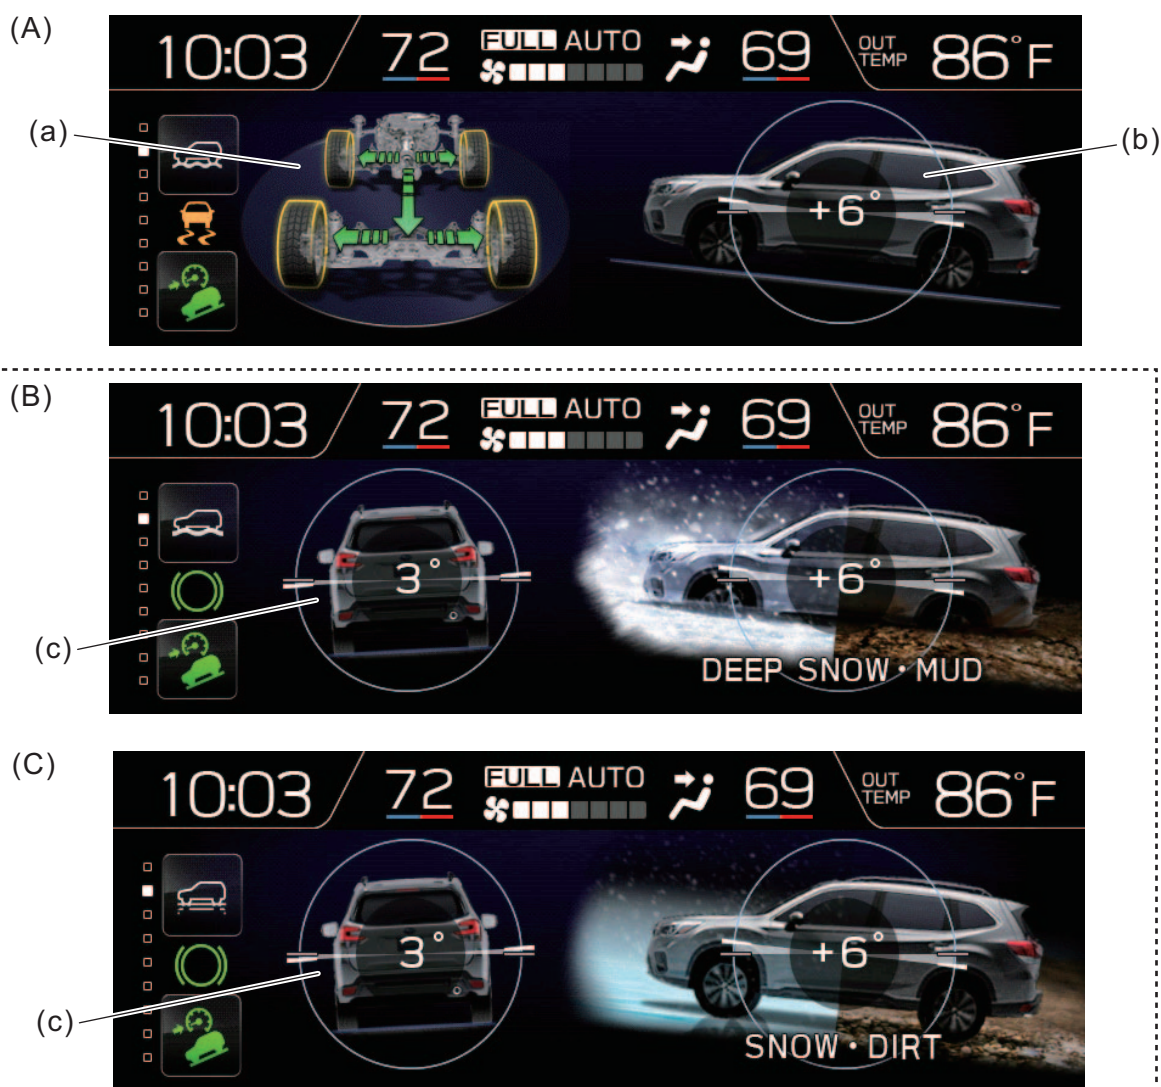 (A)
10:03 72 FULL AUTO 69 OUT TEMP 86°F
(a)
(b)
+6°
(B)
10:03 72 FULL AUTO 69 OUT TEMP 86°F
3°
+6°
(c)
DEEP SNOW・MUD
(C)
10:03 72 FULL AUTO 69 OUT TEMP 86°F
3°
+6°
(c)
SNOW・DIRT